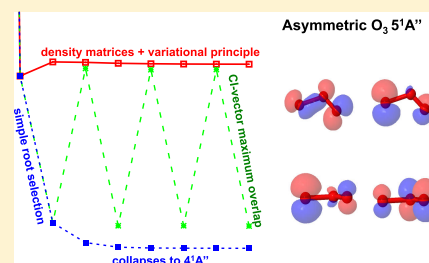 Asymmetric O₃ 5¹A”
density matrices + variational principle
simple root selection
CI-vector maximum overlap
collapses to 4¹A”